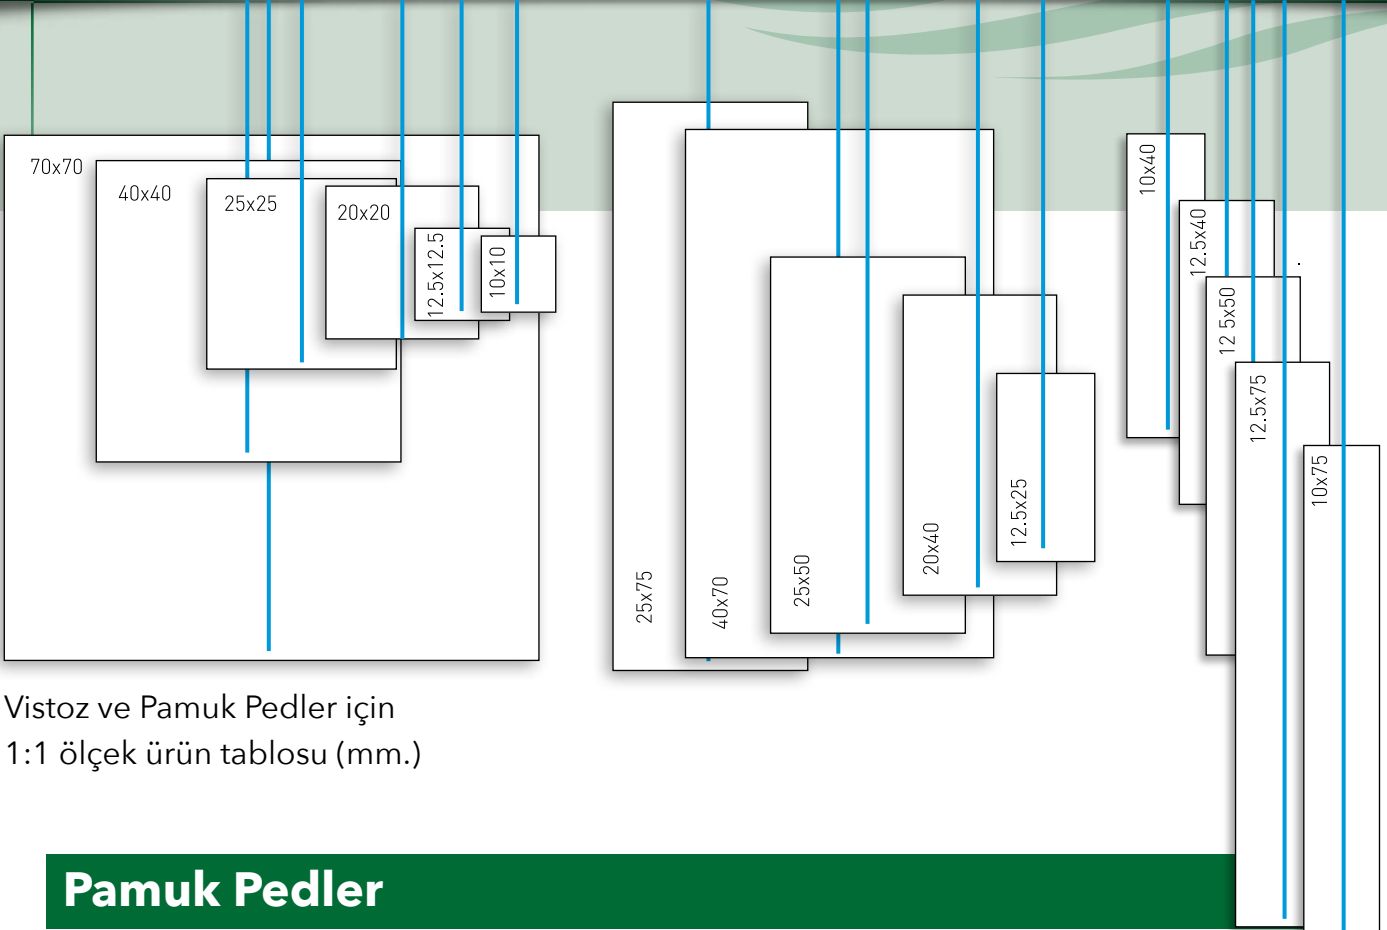 70x70
40x40
25x25
20x20
12.5x12.5
10x10
25x75
40x70
25x50
20x40
12.5x25
10x40
12.5x40
12 5x50
12.5x75
10x75
Vistoz ve Pamuk Pedler için
1:1 ölçek ürün tablosu (mm.)
Pamuk Pedler